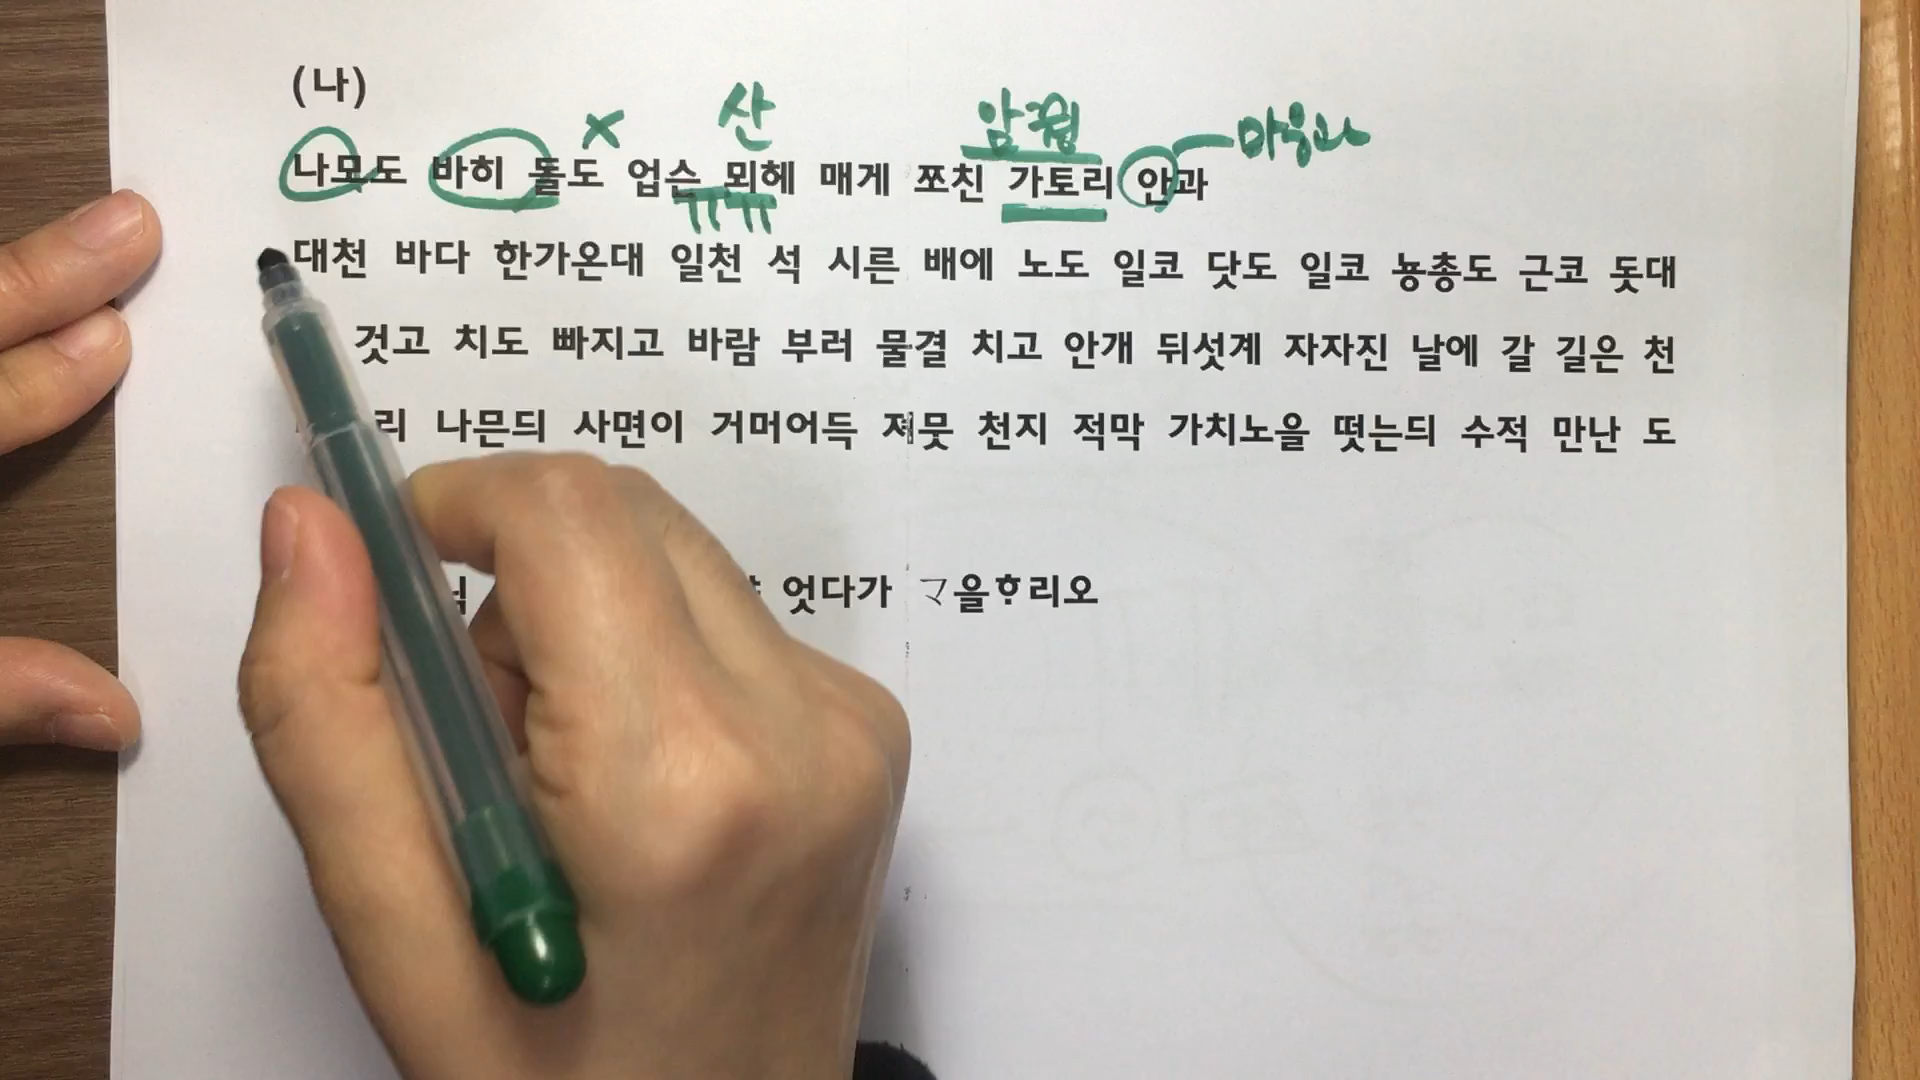 (나)
산 암꿩 마음과
x
나모도 바히 돌도 업슨 뫼헤 매게 쪼친 가토리 안과
대천 바다 한가온대 일천 석 시른 배에 노도 일코 닷도 일코 뇽총도 근코 돗대
것고 치도 빠지고 바람 부러 물결 치고 안개 뒤섯계 자자진 날에 갈 길은 천
리 나믄듸 사면이 거머어득 져뭇 천지 적막 가치노을 떳는듸 수적 만난 도
엇다가 ᄀ을ᄒ리오